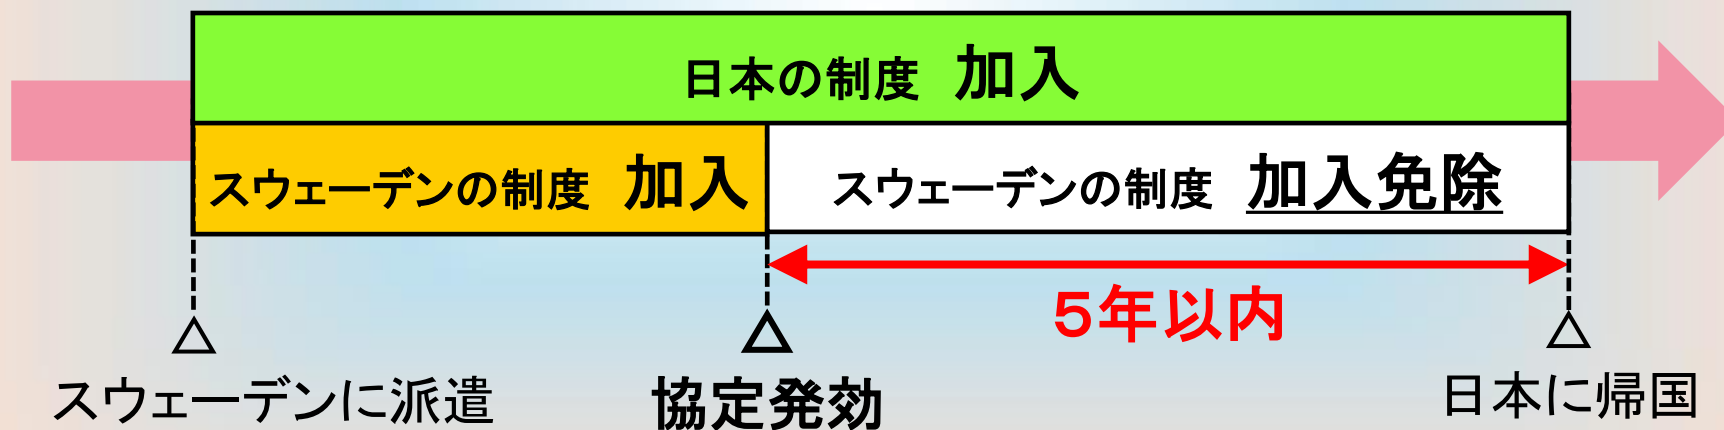 日本の制度　加入
スウェーデンの制度　加入
スウェーデンの制度　加入免除
５年以内
スウェーデンに派遣
協定発効
日本に帰国